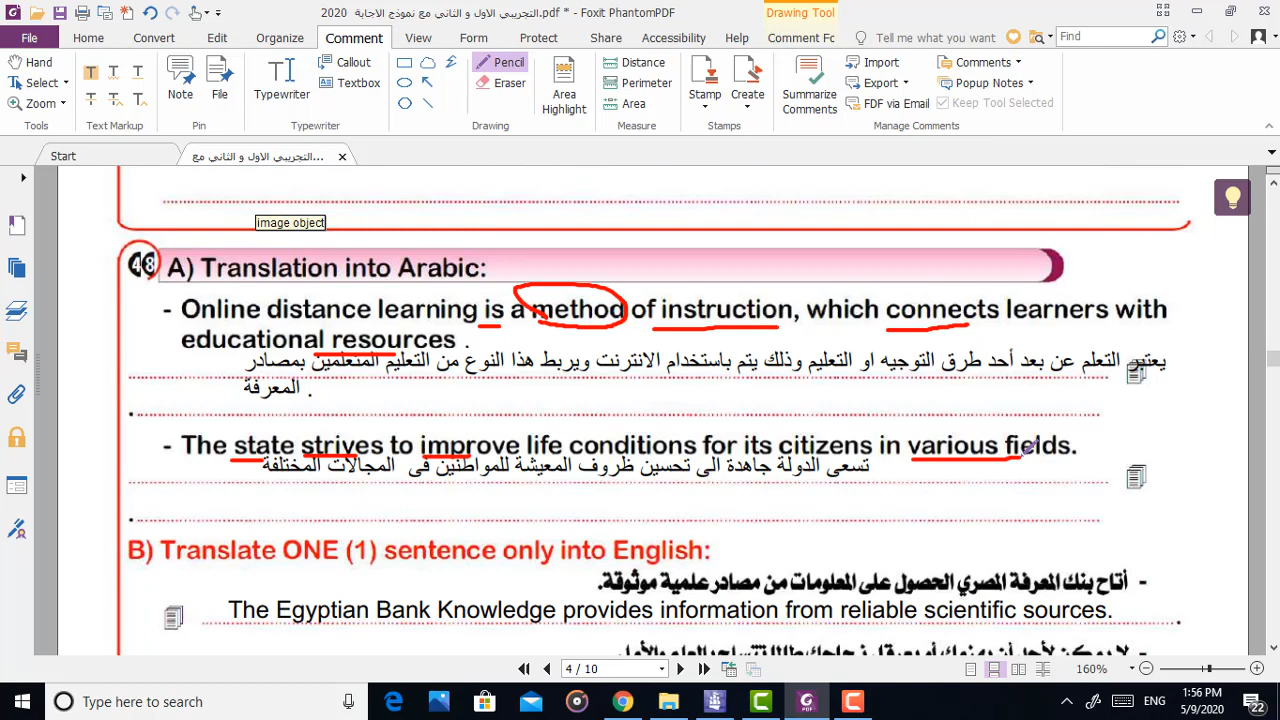 التجريبي الاول و الثاني مع نموذج الاجابة 2020.pdf * - Foxit PhantomPDF
Drawing Tool
File Home Convert Edit Organize Comment View Form Protect Share Accessibility Help Comment Fc Tell me what you want... Find
Hand
Select
Zoom
Tools
Text Markup
Note
File
Pin
Typewriter
Callout
Textbox
Typewriter
Pencil
Eraser
Drawing
Area Highlight
Distance
Perimeter
Area
Measure
Stamp
Create
Stamps
Summarize Comments
Import
Export
FDF via Email
Comments
Popup Notes
Keep Tool Selected
Manage Comments
Start
التجريبي الاول و الثاني مع...
image object
48 A) Translation into Arabic:
- Online distance learning is a method of instruction, which connects learners with
educational resources .
يعتبر التعلم عن بعد أحد طرق التوجيه او التعليم وذلك يتم باستخدام الانترنت ويربط هذا النوع من التعليم المتعلمين بمصادر
المعرفة .
- The state strives to improve life conditions for its citizens in various fields.
تسعى الدولة جاهدة الى تحسين ظروف المعيشة للمواطنين فى المجالات المختلفة
B) Translate ONE (1) sentence only into English:
- أتاح بنك المعرفة المصري الحصول على المعلومات من مصادر علمية موثوقة.
The Egyptian Bank Knowledge provides information from reliable scientific sources.
4 / 10
160%
Type here to search
ENG
1:56 PM
5/9/2020
22